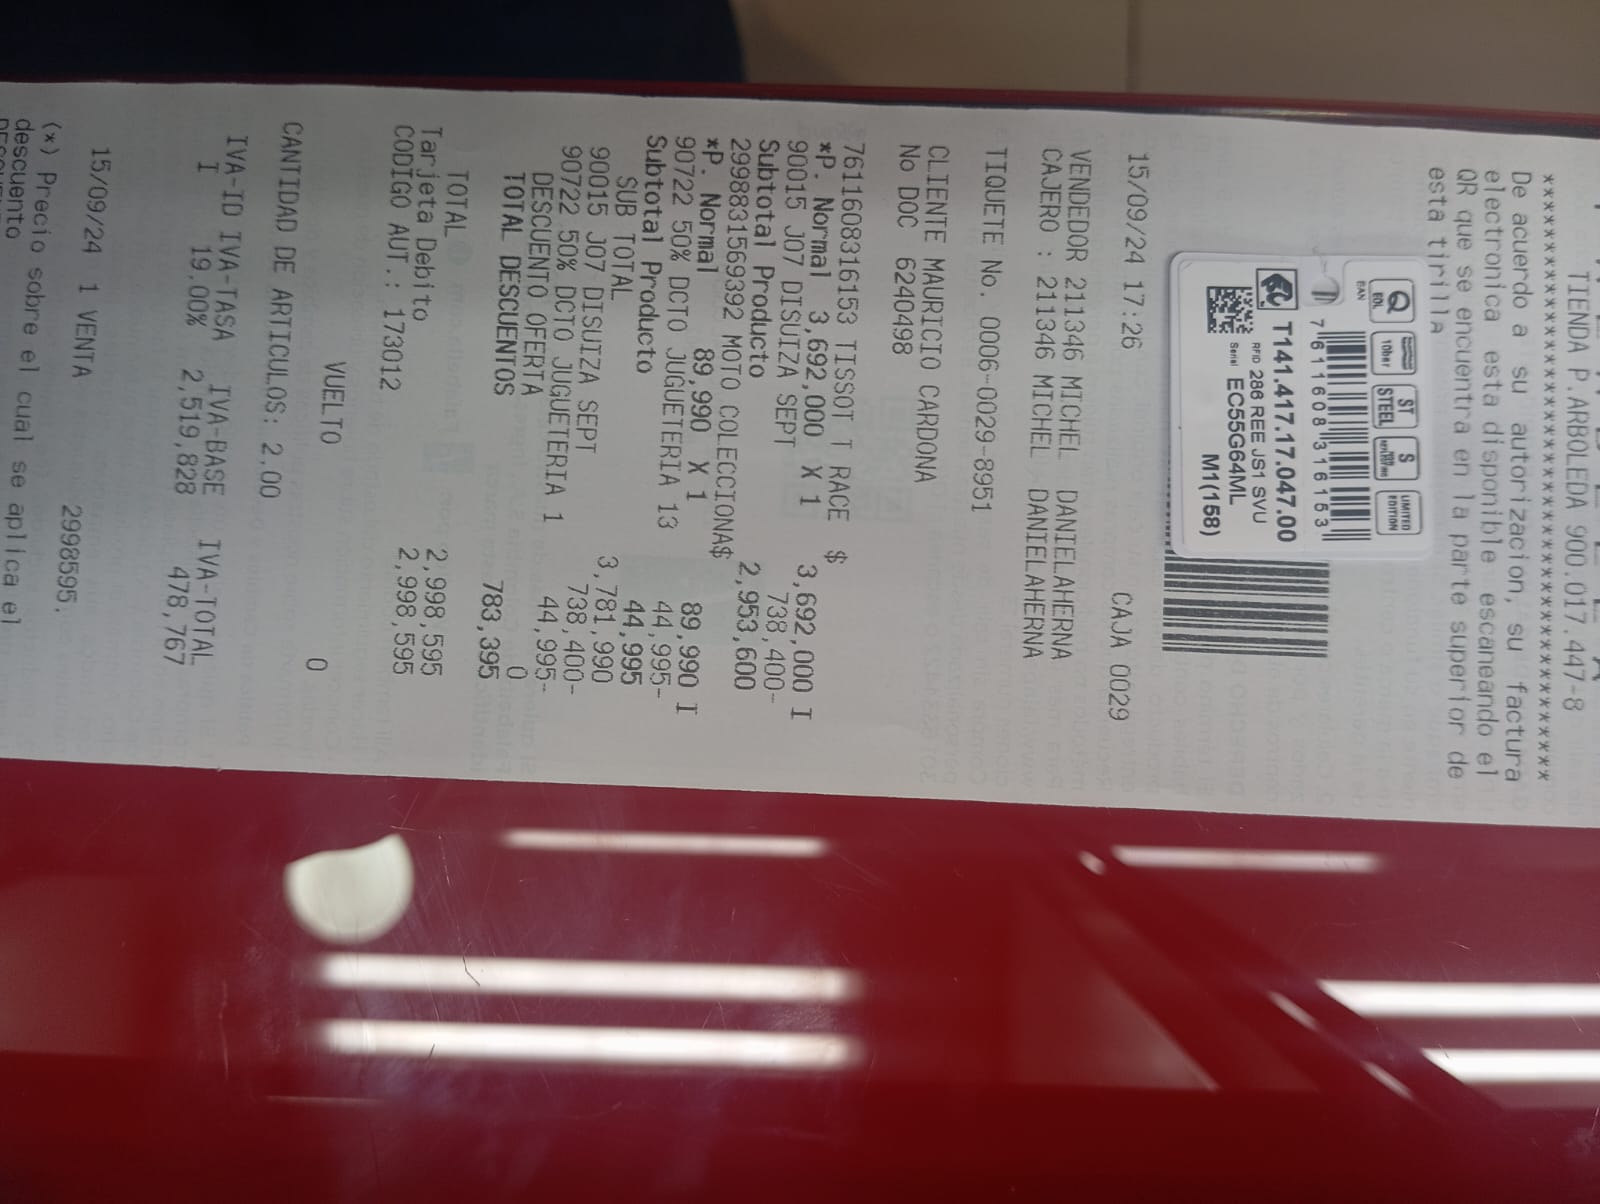 TIENDA P.ARBOLEDA 900.017.447-8
De acuerdo a su autorizacion, su factura
electronica esta disponible escaneando el
QR que se encuentra en la parte superior de
esta tirilla
Q
EOL
10bar
ST
STEEL
S
LIMITED
EDITION
EAN
7 611608 316153
T141.417.17.047.00
RFID 286 REE JS1 SVU
Serial EC55G64ML
M1(158)
15/09/24 17:26 CAJA 0029
VENDEDOR 211346 MICHEL DANIELAHERNA
CAJERO : 211346 MICHEL DANIELAHERNA
TIQUETE No. 0006-0029-8951
CLIENTE MAURICIO CARDONA
No DOC 6240498
7611608316153 TISSOT T RACE $
*P. Normal 3,692,000 X 1 3,692,000 I
90015 J07 DISUIZA SEPT 738,400-
Subtotal Producto 2,953,600
2998831569392 MOTO COLECCIONA$
*P. Normal 89,990 X 1 89,990 I
90722 50% DCTO JUGUETERIA 13 44,995-
Subtotal Producto 44,995
SUB TOTAL 3,781,990
90015 J07 DISUIZA SEPT 738,400-
90722 50% DCTO JUGUETERIA 1 44,995-
DESCUENTO OFERTA 0
TOTAL DESCUENTOS 783,395
TOTAL 2,998,595
Tarjeta Debito 2,998,595
CODIGO AUT.: 173012
VUELTO 0
CANTIDAD DE ARTICULOS: 2.00
IVA-ID IVA-TASA IVA-BASE IVA-TOTAL
I 19.00% 2,519,828 478,767
15/09/24 1 VENTA 2998595.
(*) Precio sobre el cual se aplica el
descuento